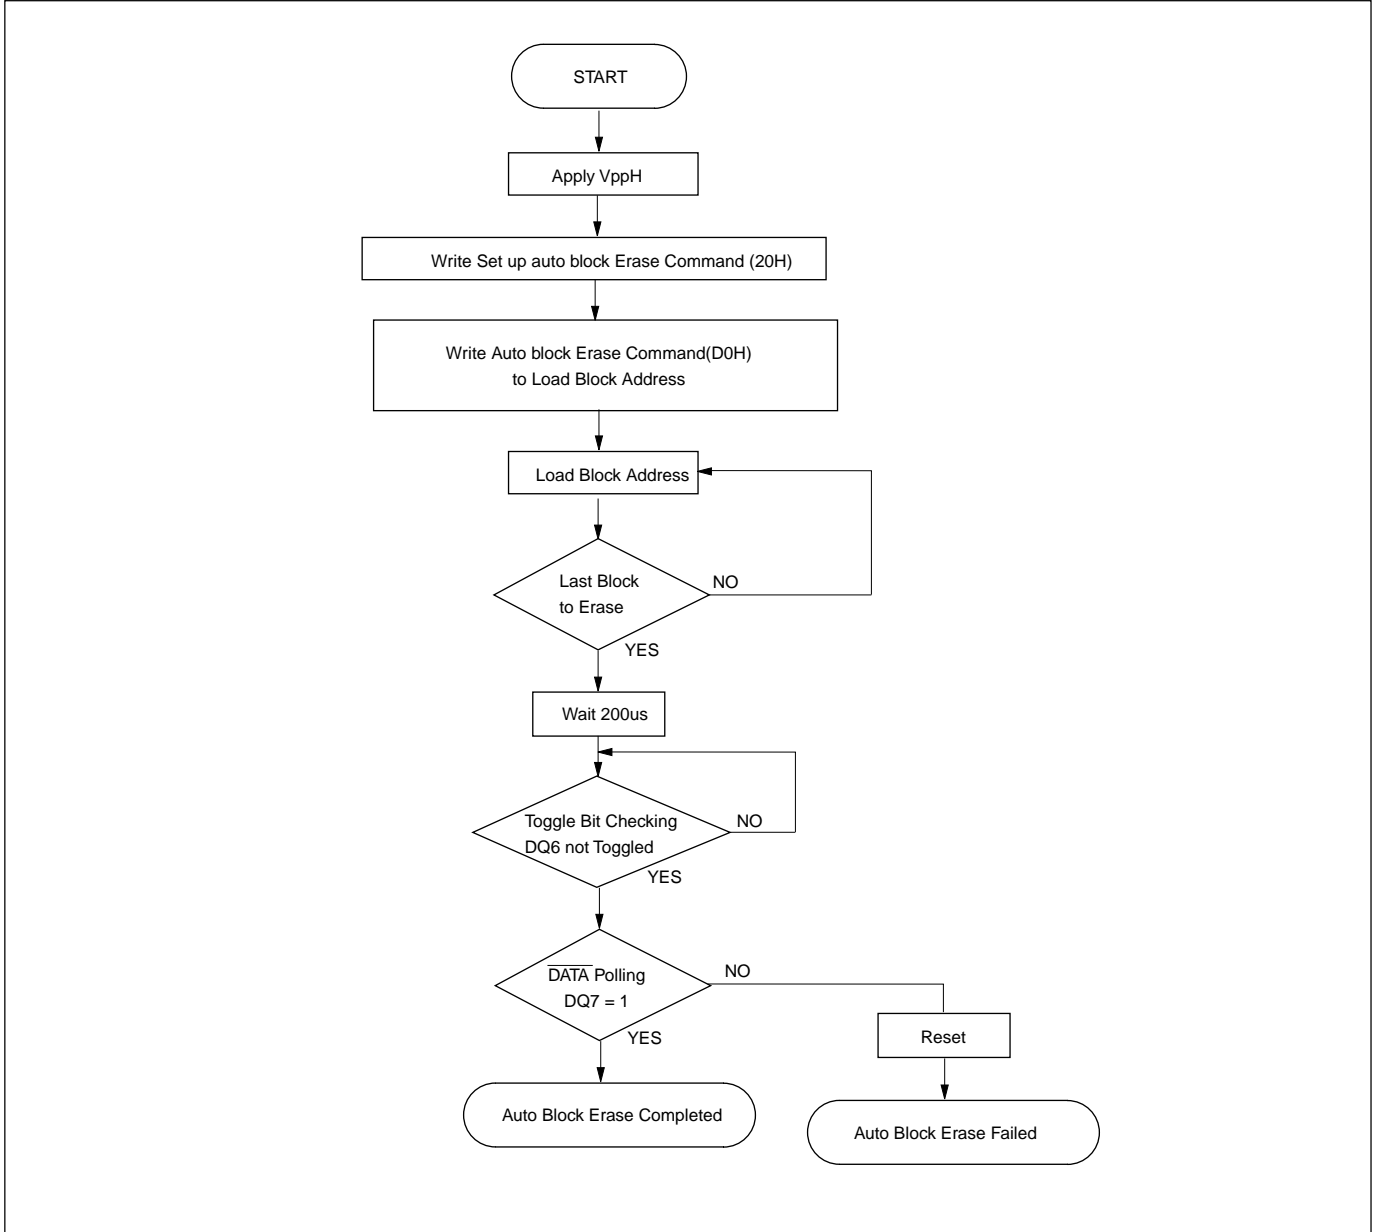 START
Apply VppH
Write Set up auto block Erase Command (20H)
Write Auto block Erase Command(D0H)
to Load Block Address
Load Block Address
Last Block
to Erase
NO
YES
Wait 200us
Toggle Bit Checking
DQ6 not Toggled
NO
YES
DATA Polling
DQ7 = 1
NO
YES
Reset
Auto Block Erase Completed
Auto Block Erase Failed